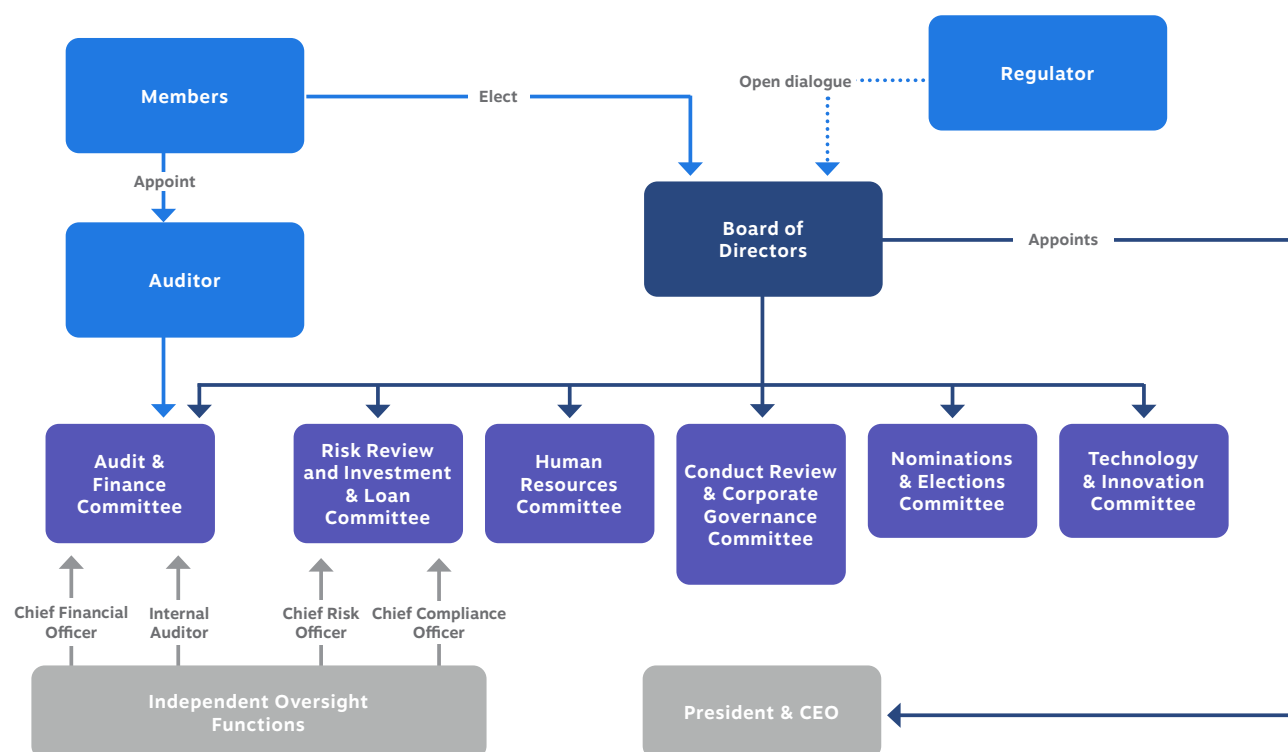 Regulator
Open dialogue
Members
Elect
Appoint
Board of
Directors
Appoints
Auditor
Audit &
Finance
Committee
Risk Review
and Investment
& Loan
Committee
Human
Resources
Committee
Conduct Review
& Corporate
Governance
Committee
Nominations
& Elections
Committee
Technology
& Innovation
Committee
Chief Financial
Officer
Internal
Auditor
Chief Risk
Officer
Chief Compliance
Officer
Independent Oversight
Functions
President & CEO